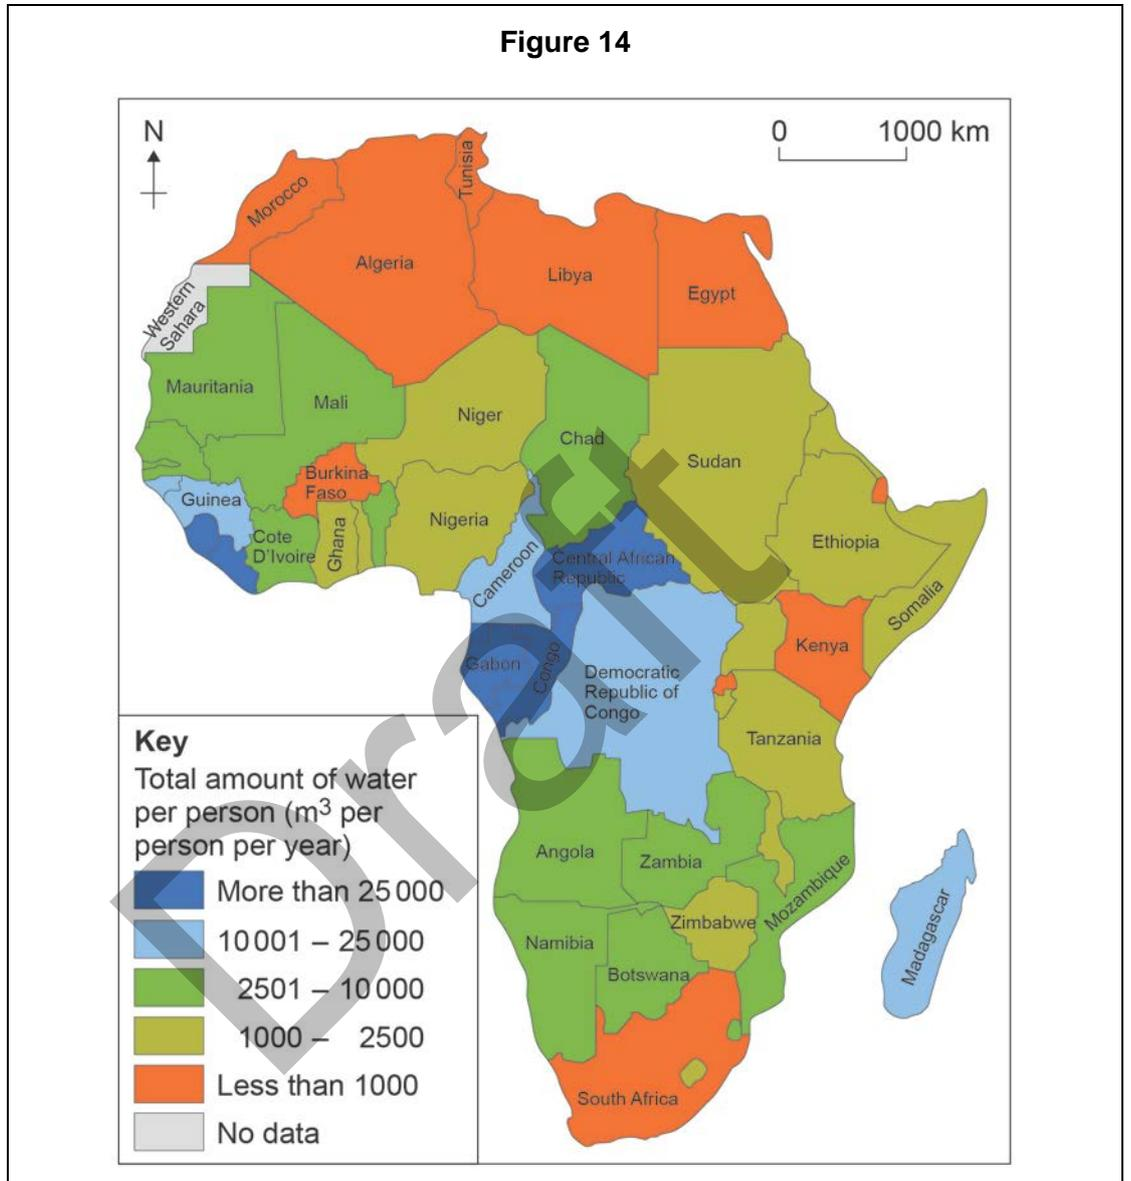 Figure 14
N
0 1000 km
Tunisia
Morocco
Algeria
Libya
Egypt
Western
Sahara
Mauritania
Mali
Niger
Chad
Sudan
Burkina
Faso
Guinea
Nigeria
Cote
D'Ivoire
Ghana
Ethiopia
Cameroon
Central African
Republic
Somalia
Kenya
Gabon
Congo
Democratic
Republic of
Congo
Tanzania
Angola
Zambia
Mozambique
Zimbabwe
Namibia
Botswana
Madagascar
South Africa
Key
Total amount of water
per person (m³ per
person per year)
More than 25 000
10 001 – 25 000
2501 – 10 000
1000 – 2500
Less than 1000
No data
Draft